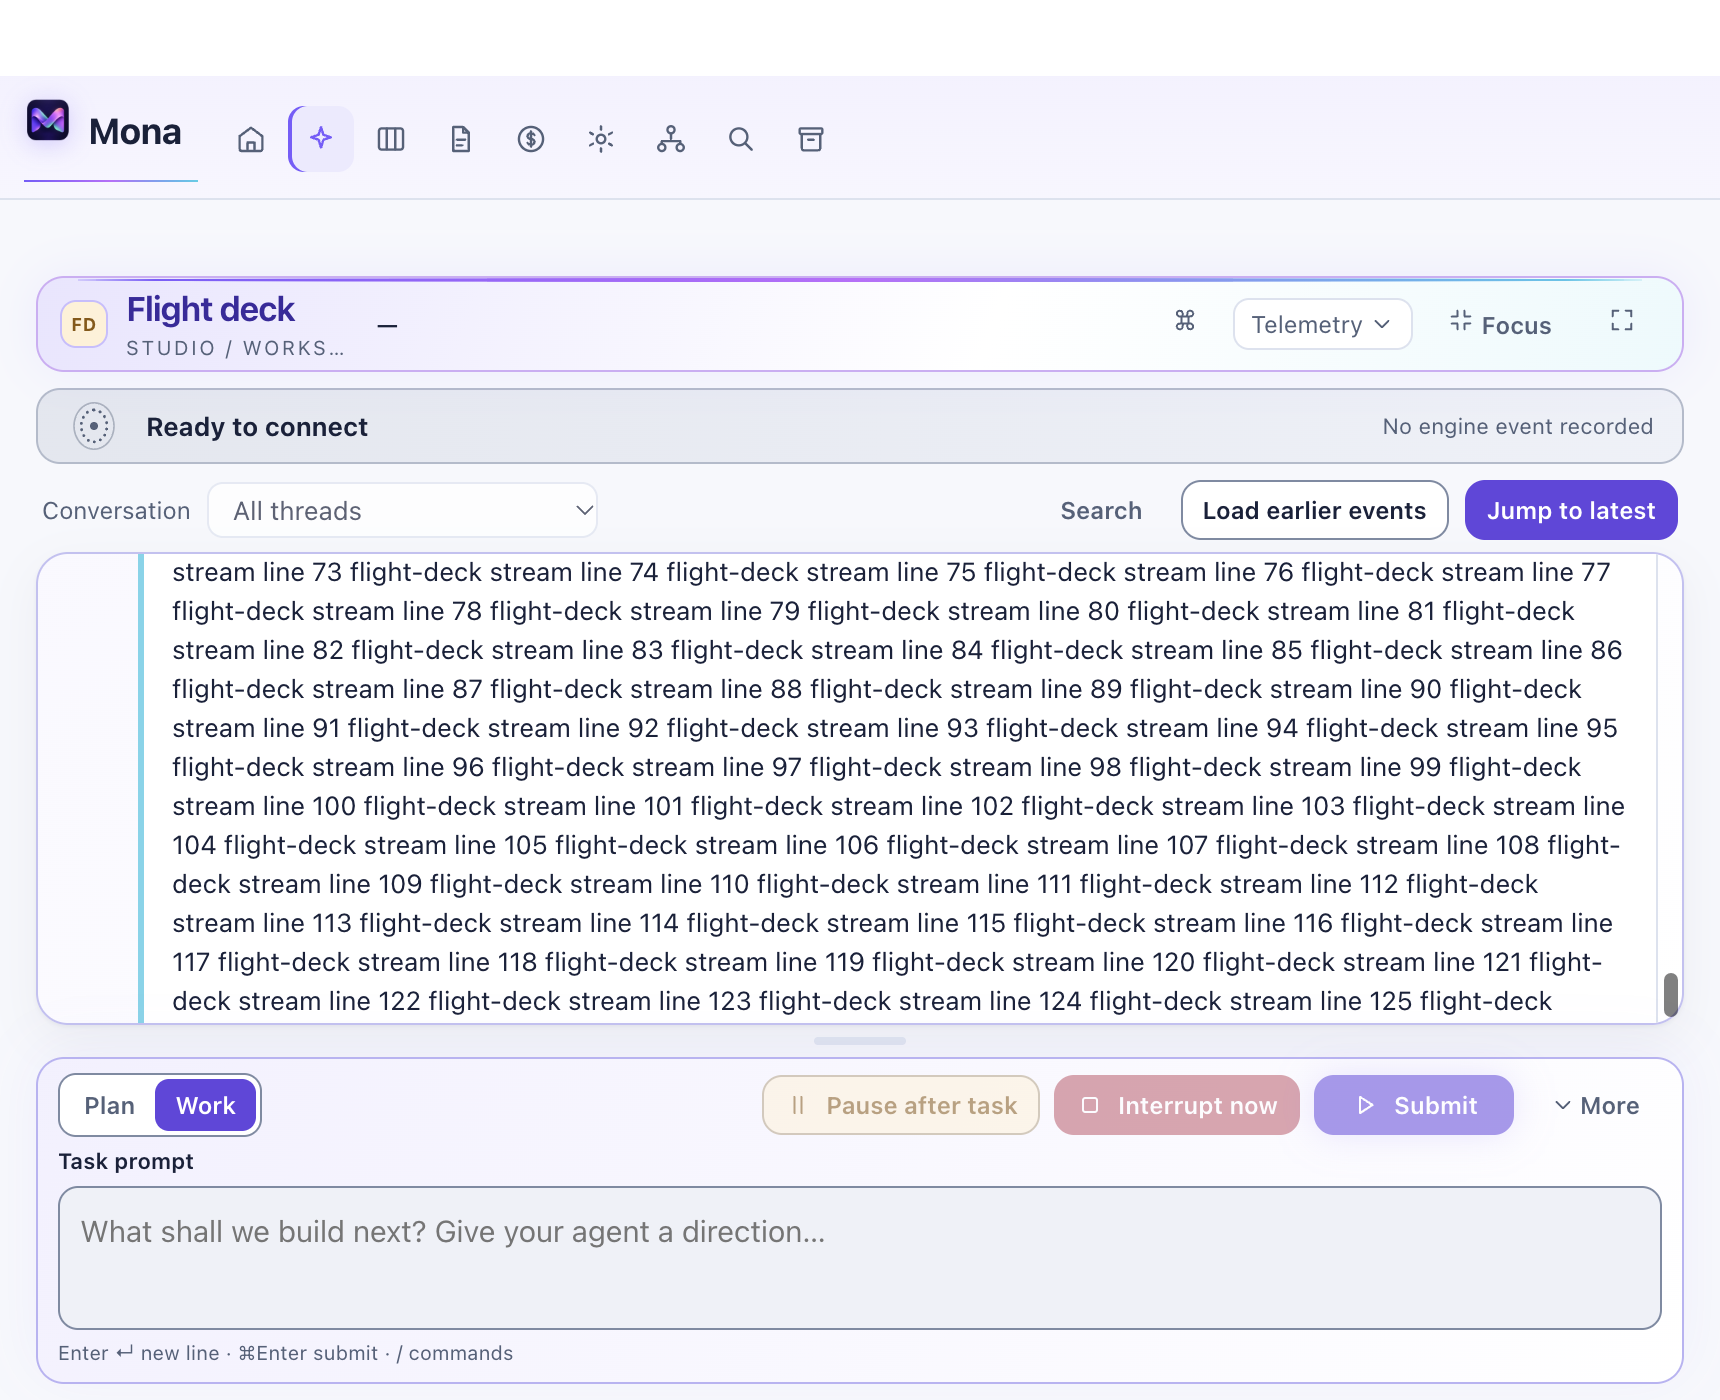 Mona
FD
Flight deck
STUDIO / WORKS...
—
⌘
Telemetry
Focus
Ready to connect
No engine event recorded
Conversation
All threads
Search
Load earlier events
Jump to latest
stream line 73 flight-deck stream line 74 flight-deck stream line 75 flight-deck stream line 76 flight-deck stream line 77
flight-deck stream line 78 flight-deck stream line 79 flight-deck stream line 80 flight-deck stream line 81 flight-deck
stream line 82 flight-deck stream line 83 flight-deck stream line 84 flight-deck stream line 85 flight-deck stream line 86
flight-deck stream line 87 flight-deck stream line 88 flight-deck stream line 89 flight-deck stream line 90 flight-deck
stream line 91 flight-deck stream line 92 flight-deck stream line 93 flight-deck stream line 94 flight-deck stream line 95
flight-deck stream line 96 flight-deck stream line 97 flight-deck stream line 98 flight-deck stream line 99 flight-deck
stream line 100 flight-deck stream line 101 flight-deck stream line 102 flight-deck stream line 103 flight-deck stream line
104 flight-deck stream line 105 flight-deck stream line 106 flight-deck stream line 107 flight-deck stream line 108 flight-
deck stream line 109 flight-deck stream line 110 flight-deck stream line 111 flight-deck stream line 112 flight-deck
stream line 113 flight-deck stream line 114 flight-deck stream line 115 flight-deck stream line 116 flight-deck stream line
117 flight-deck stream line 118 flight-deck stream line 119 flight-deck stream line 120 flight-deck stream line 121 flight-
deck stream line 122 flight-deck stream line 123 flight-deck stream line 124 flight-deck stream line 125 flight-deck
Plan
Work
Pause after task
Interrupt now
Submit
More
Task prompt
What shall we build next? Give your agent a direction...
Enter ↵ new line · ⌘Enter submit · / commands